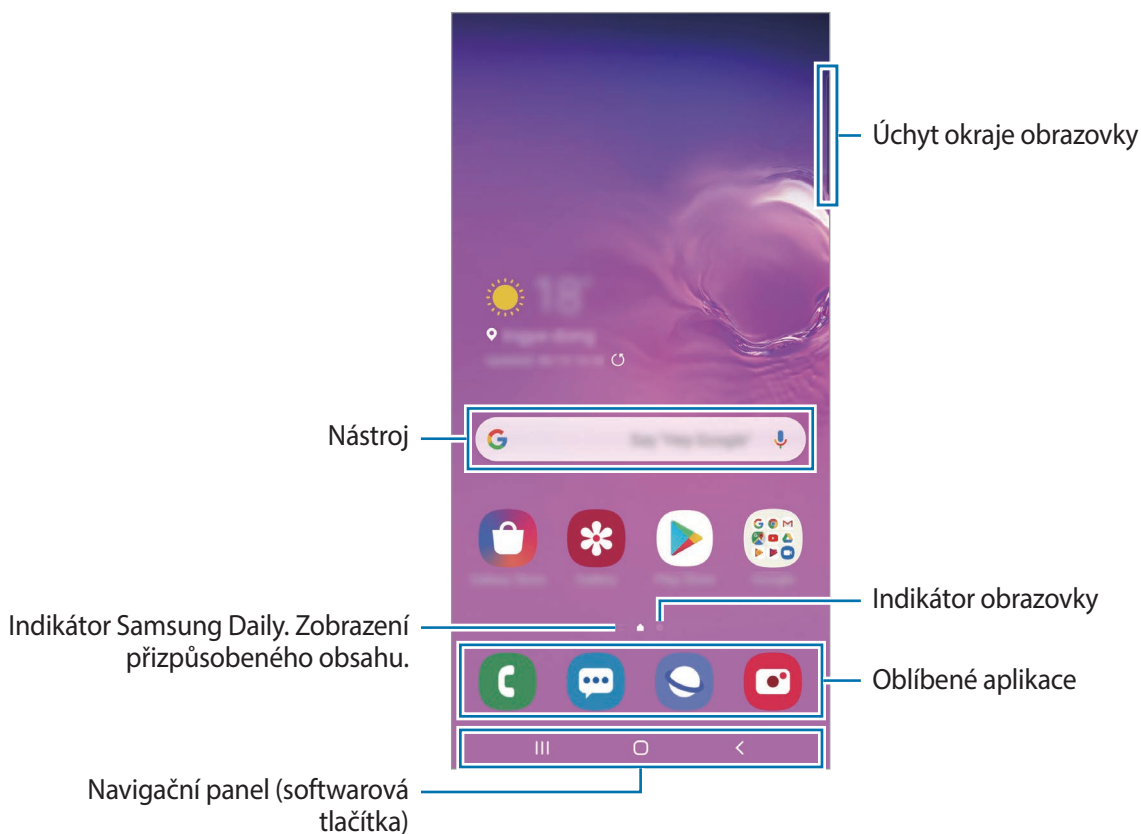 Úchyt okraje obrazovky
Nástroj
Indikátor obrazovky
Indikátor Samsung Daily. Zobrazení
přizpůsobeného obsahu.
Oblíbené aplikace
Navigační panel (softwarová
tlačítka)